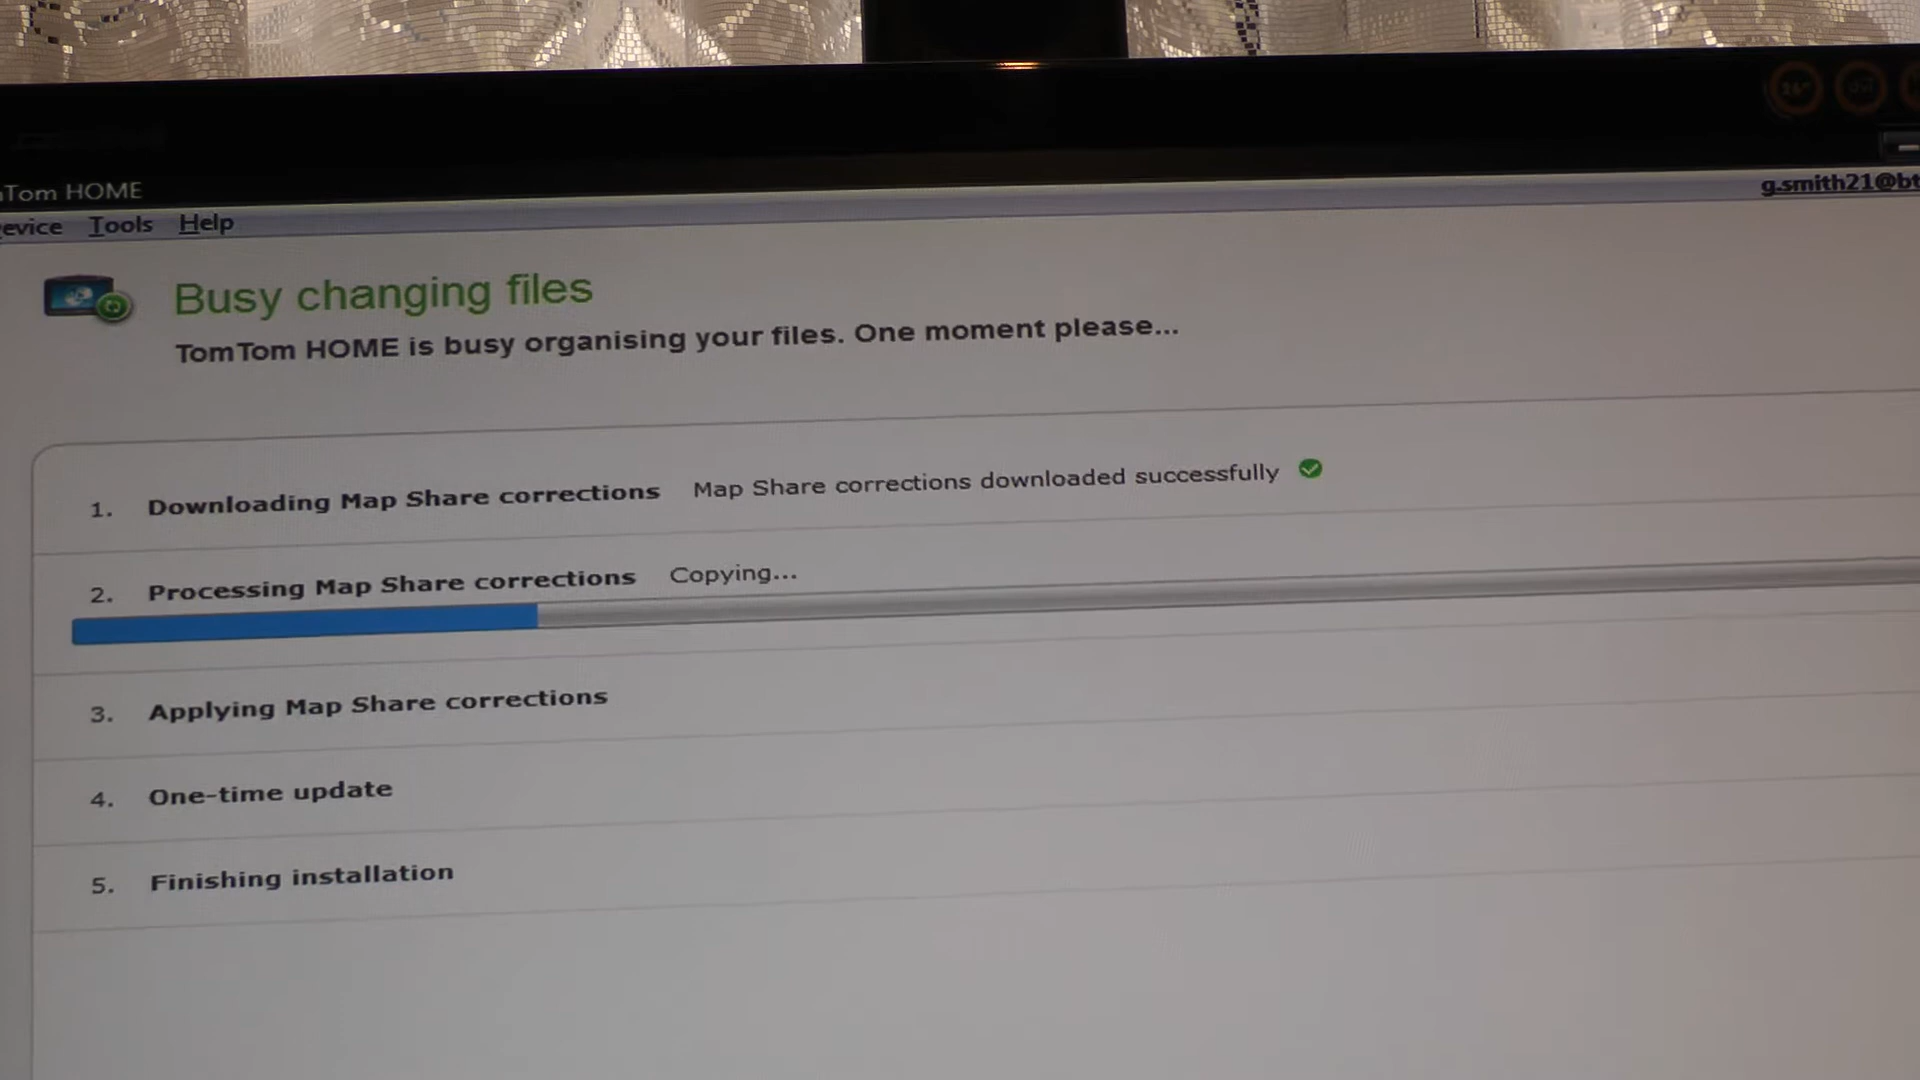 TomTom HOME
g.smith21@bt
evice Tools Help
Busy changing files
TomTom HOME is busy organising your files. One moment please...
1. Downloading Map Share corrections Map Share corrections downloaded successfully
2. Processing Map Share corrections Copying...
3. Applying Map Share corrections
4. One-time update
5. Finishing installation